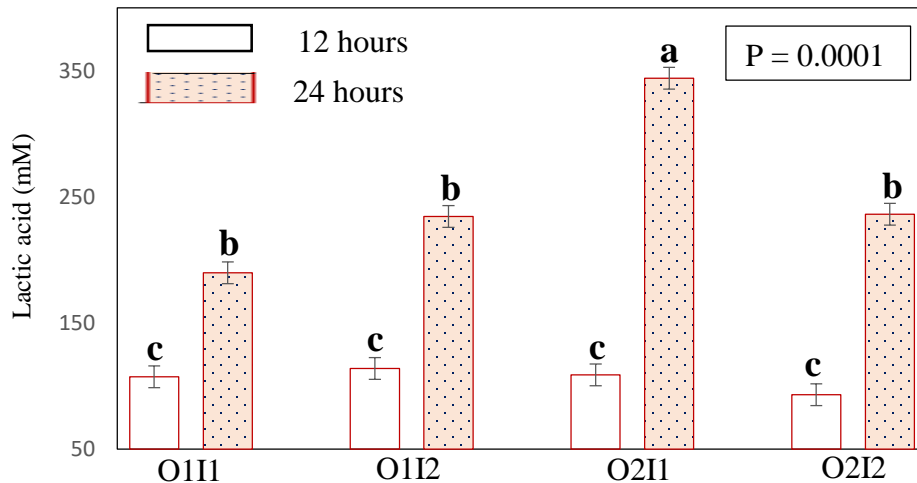 12 hours
24 hours
P = 0.0001
Lactic acid (mM)
350
250
150
50
c
b
c
b
c
a
c
b
O1I1
O1I2
O2I1
O2I2